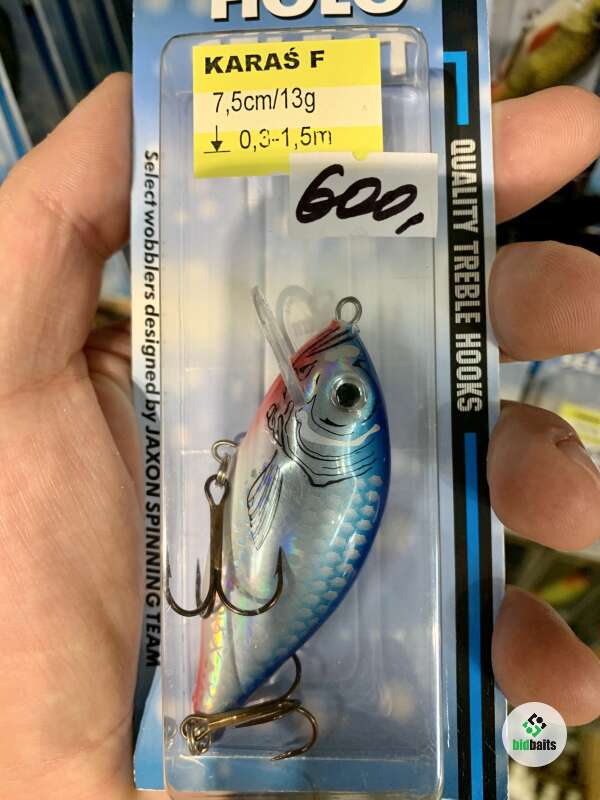 HOLO
KARAŚ F
7,5cm/13g
0,3-1,5m
600,
QUALITY TREBLE HOOKS
Select wobblers designed by JAXON SPINNING TEAM
bidbaits